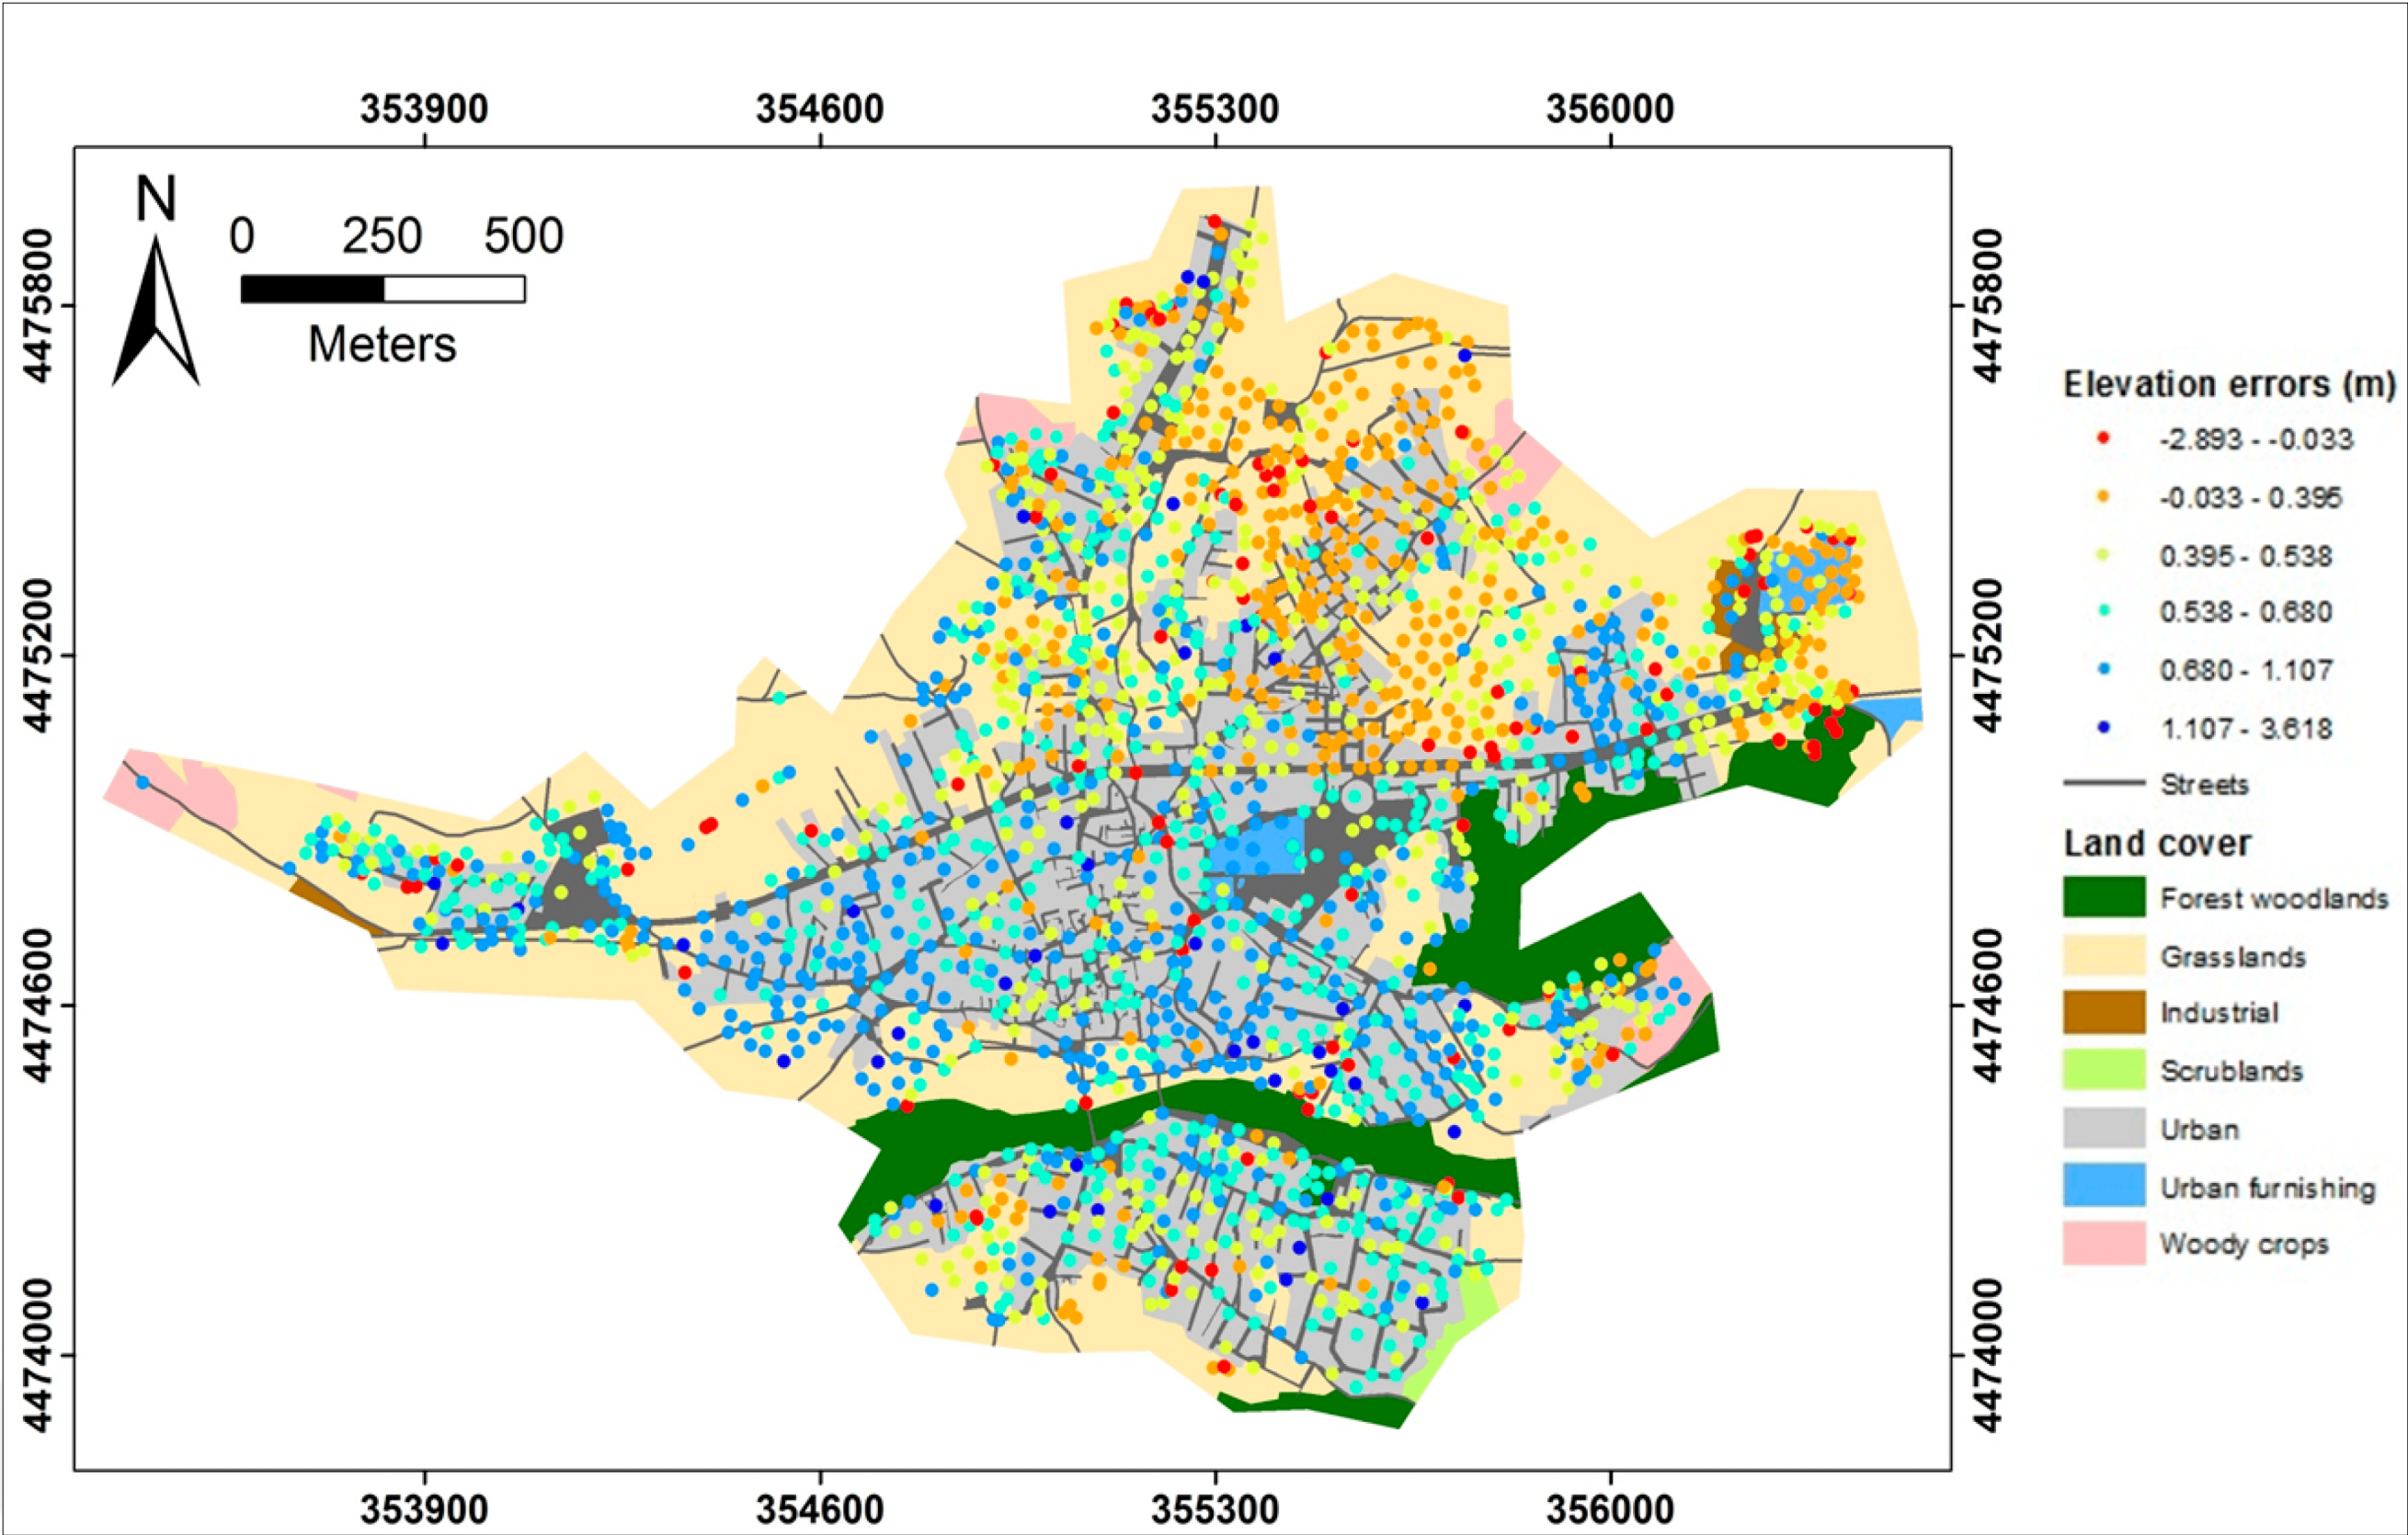 353900 354600 355300 356000
N
0 250 500
Meters
4475800
4475200
4474600
4474000
4475800
4475200
4474600
4474000
353900 354600 355300 356000
Elevation errors (m)
-2.893 - -0.033
-0.033 - 0.395
0.395 - 0.538
0.538 - 0.680
0.680 - 1.107
1.107 - 3.618
Streets
Land cover
Forest woodlands
Grasslands
Industrial
Scrublands
Urban
Urban furnishing
Woody crops